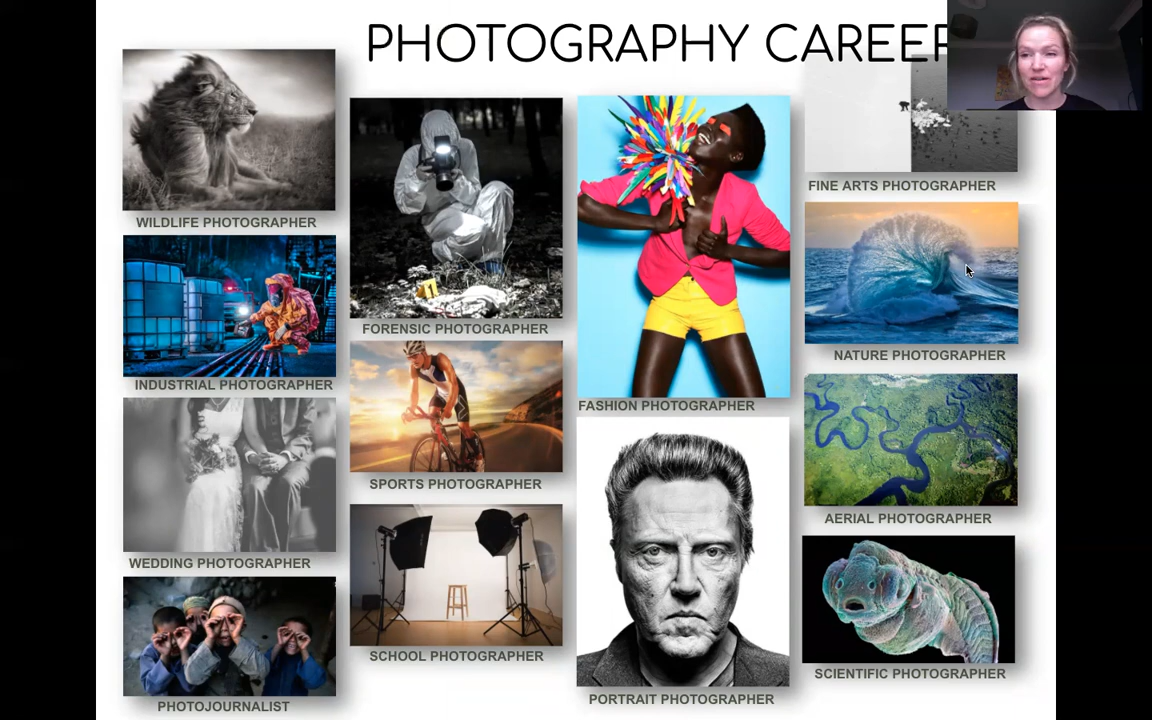 PHOTOGRAPHY CAREER
WILDLIFE PHOTOGRAPHER
INDUSTRIAL PHOTOGRAPHER
WEDDING PHOTOGRAPHER
PHOTOJOURNALIST
FORENSIC PHOTOGRAPHER
SPORTS PHOTOGRAPHER
SCHOOL PHOTOGRAPHER
FASHION PHOTOGRAPHER
PORTRAIT PHOTOGRAPHER
FINE ARTS PHOTOGRAPHER
NATURE PHOTOGRAPHER
AERIAL PHOTOGRAPHER
SCIENTIFIC PHOTOGRAPHER